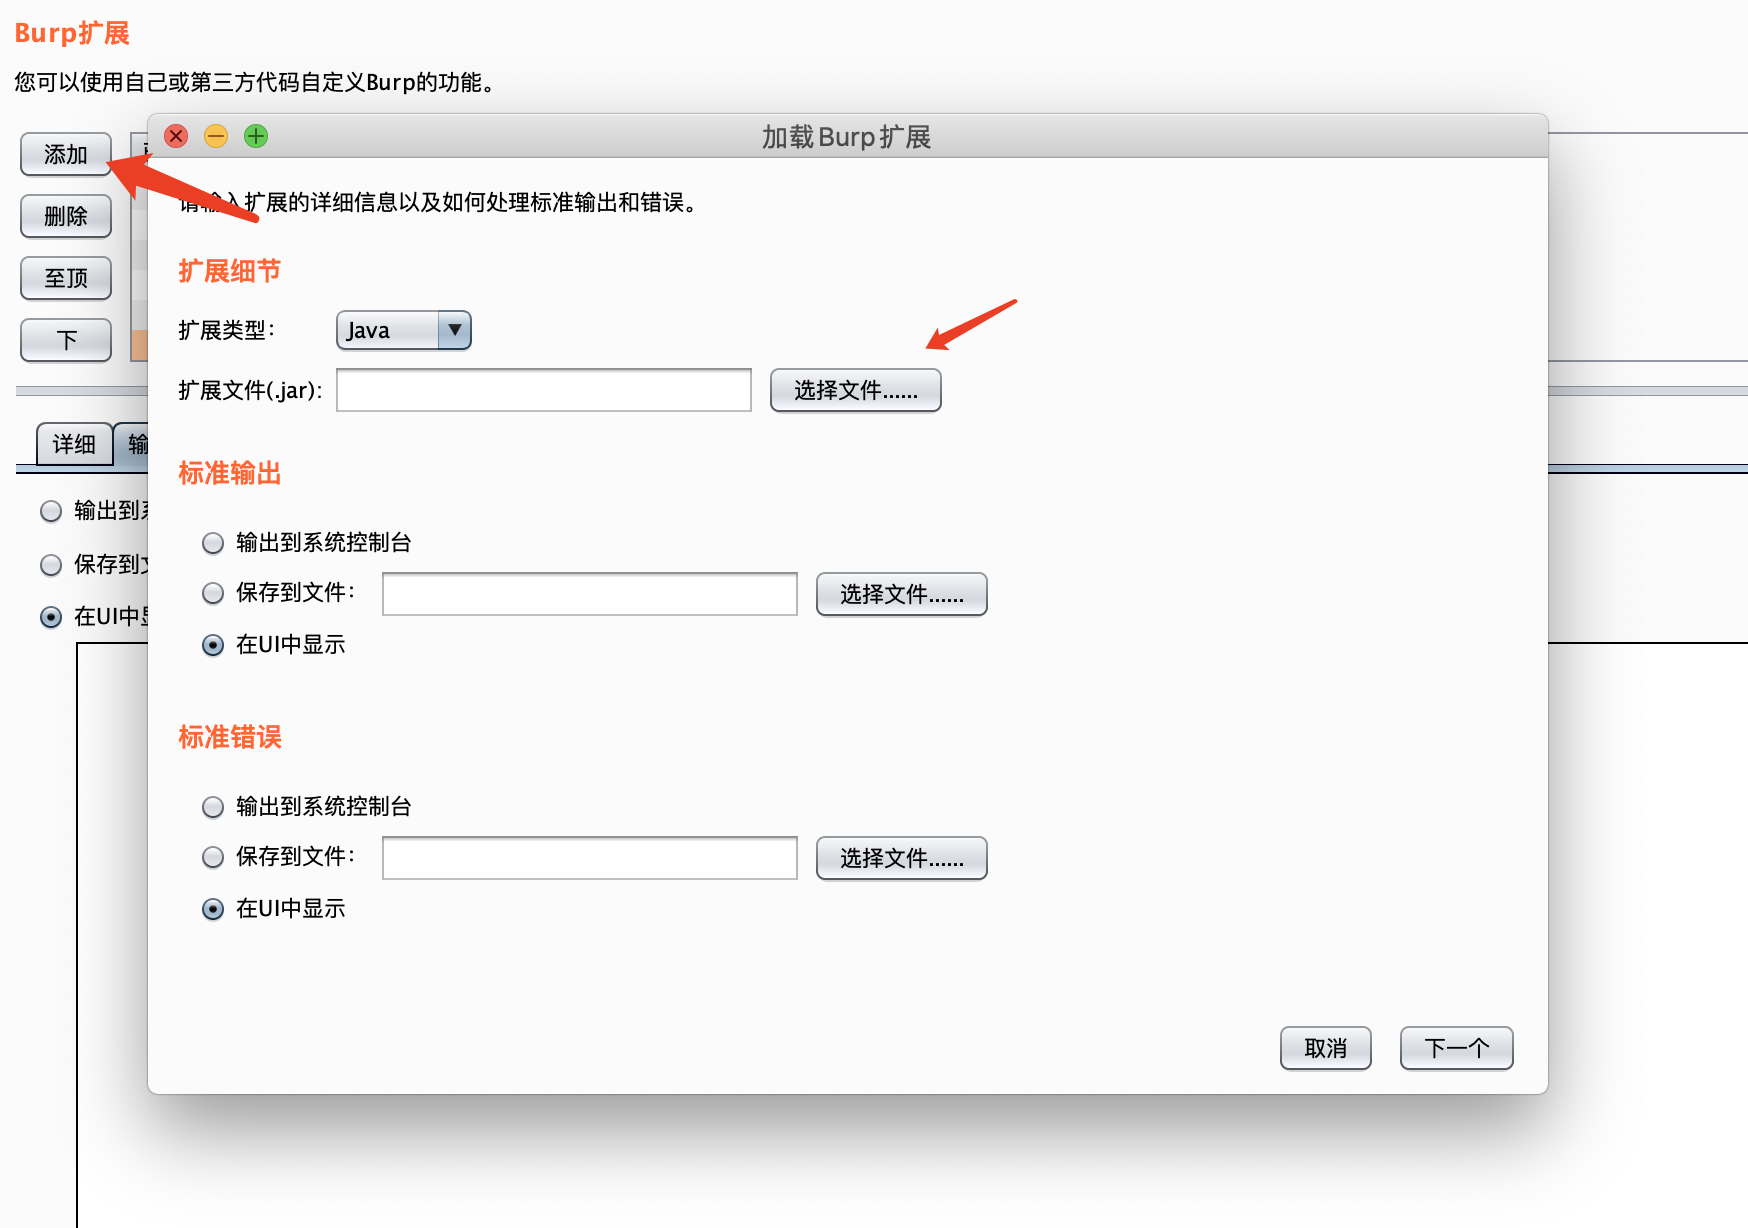 Burp扩展
您可以使用自己或第三方代码自定义Burp的功能。
添加
删除
至顶
下
详细
输
输出到系
保存到文
在UI中显
加载Burp扩展
请输入扩展的详细信息以及如何处理标准输出和错误。
扩展细节
扩展类型：
Java
扩展文件(.jar):
选择文件......
标准输出
输出到系统控制台
保存到文件：
选择文件......
在UI中显示
标准错误
输出到系统控制台
保存到文件：
选择文件......
在UI中显示
取消
下一个